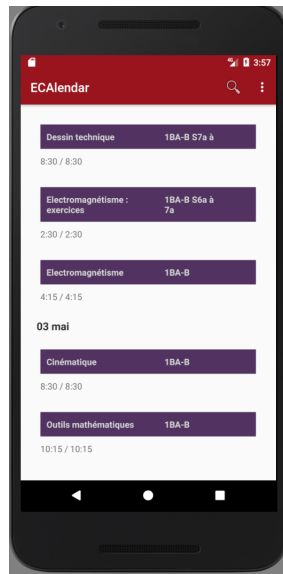 3:57
ECAlendar
Dessin technique 1BA-B S7a à
8:30 / 8:30
Electromagnétisme : 1BA-B S6a à
exercices 7a
2:30 / 2:30
Electromagnétisme 1BA-B
4:15 / 4:15
03 mai
Cinématique 1BA-B
8:30 / 8:30
Outils mathématiques 1BA-B
10:15 / 10:15